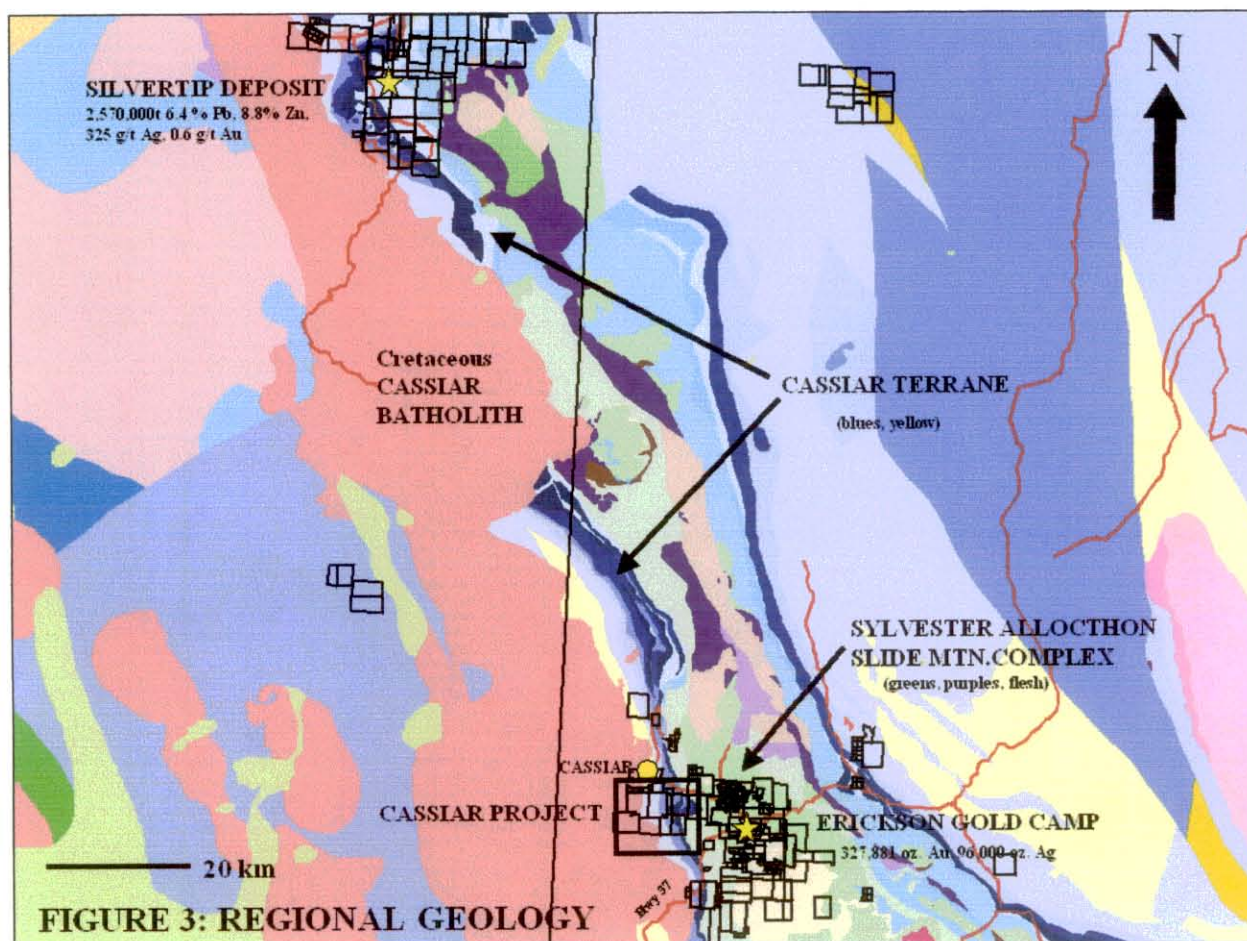 SILVERTIP DEPOSIT
2,570,000t 6.4 % Pb, 8.8% Zn,
325 g/t Ag, 0.6 g/t Au
N
Cretaceous
CASSIAR
BATHOLITH
CASSIAR TERRANE
(blues, yellow)
SYLVESTER ALLOCTHON
SLIDE MTN.COMPLEX
(greens, purples, flesh)
CASSIAR
CASSIAR PROJECT
ERICKSON GOLD CAMP
327,881 oz. Au, 96,000 oz. Ag
20 km
Hwy 37
FIGURE 3: REGIONAL GEOLOGY